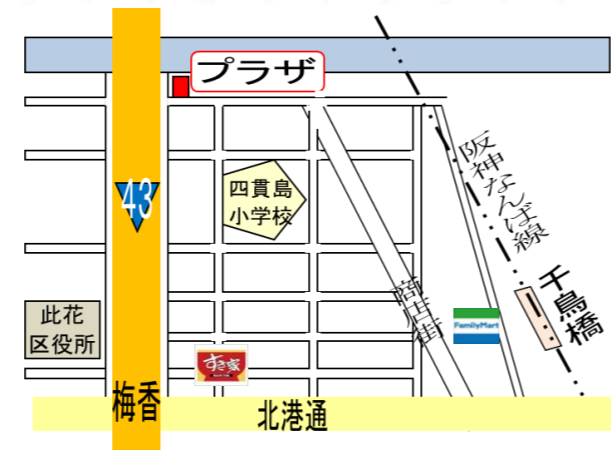 プラザ
阪神なんば線
43
四貫島
小学校
千鳥橋
商店街
此花
区役所
FamilyMart
すき家
梅香
北港通